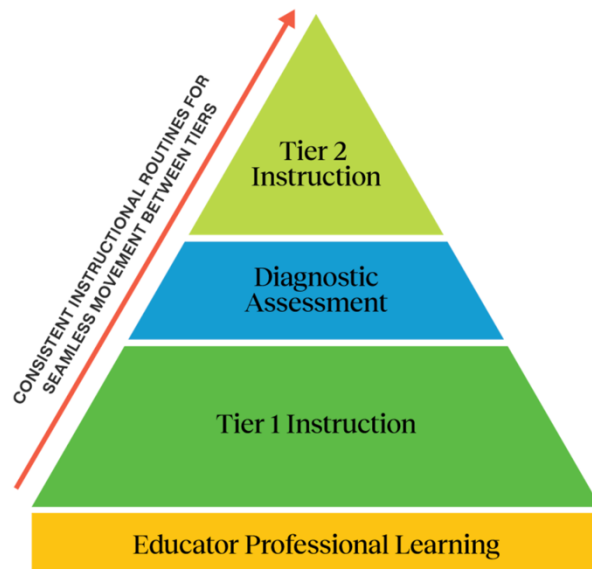 CONSISTENT INSTRUCTIONAL ROUTINES FOR
SEAMLESS MOVEMENT BETWEEN TIERS
Tier 2
Instruction
Diagnostic
Assessment
Tier 1 Instruction
Educator Professional Learning